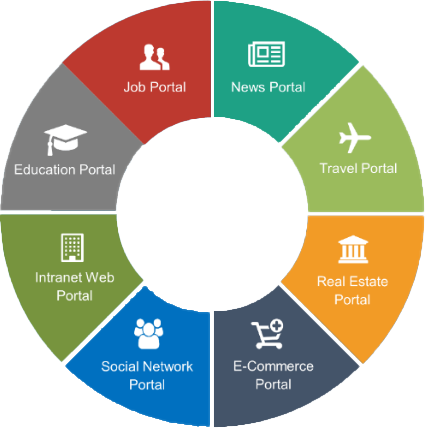 Job Portal
News Portal
Education Portal
Travel Portal
Intranet Web
Portal
Real Estate
Portal
Social Network
Portal
E-Commerce
Portal